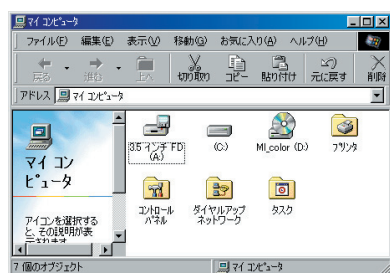 マイ コンピュータ
ファイル(F) 編集(E) 表示(V) 移動(G) お気に入り(A) ヘルプ(H)
戻る 進む 上へ 切り取り コピー 貼り付け 元に戻す 削除
アドレス マイ コンピュータ
マイ コン
ピュータ
アイコンを選択する
と、その説明が表
示されます
3.5 インチ FD
(A:)
(C:)
MI_color (D:)
プリンタ
コントロール
パネル
ダイヤルアップ
ネットワーク
タスク
7 個のオブジェクト
マイ コンピュータ